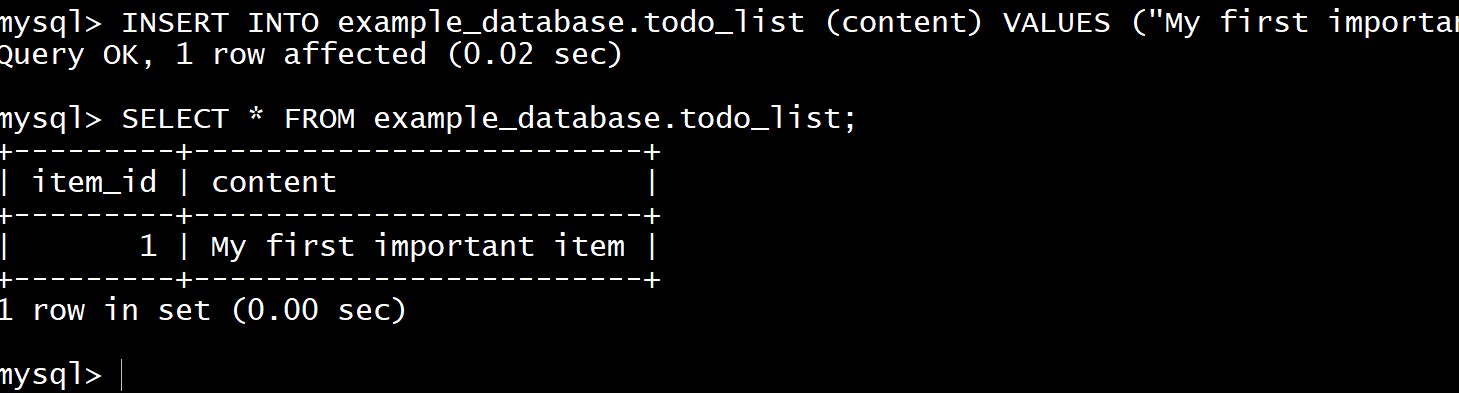 mysql> INSERT INTO example_database.todo_list (content) VALUES ("My first
Query OK, 1 row affected (0.02 sec)
mysql> SELECT * FROM example_database.todo_list;
+---------+-------------------------+
| item_id | content                 |
+---------+-------------------------+
|       1 | My first important item |
+---------+-------------------------+
1 row in set (0.00 sec)
mysql>